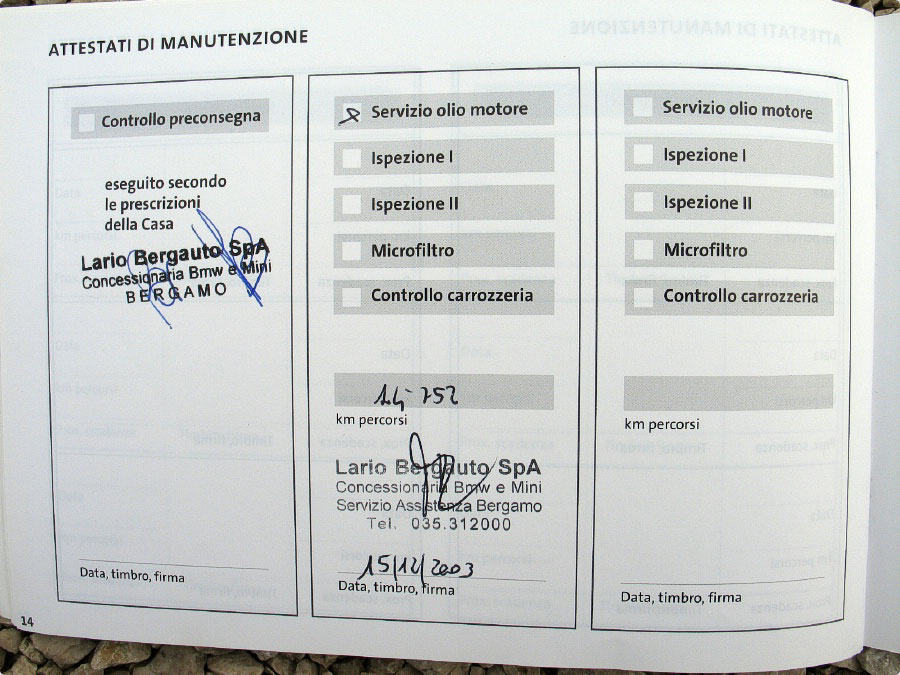 ATTESTATI DI MANUTENZIONE
Controllo preconsegna
eseguito secondo
le prescrizioni
della Casa
Lario Bergauto SpA
Concessionaria Bmw e Mini
BERGAMO
Data, timbro, firma
Servizio olio motore
Ispezione I
Ispezione II
Microfiltro
Controllo carrozzeria
14-752
km percorsi
Lario Bergauto SpA
Concessionaria Bmw e Mini
Servizio Assistenza Bergamo
Tel. 035.312000
15/12/2003
Data, timbro, firma
Servizio olio motore
Ispezione I
Ispezione II
Microfiltro
Controllo carrozzeria
km percorsi
Data, timbro, firma
14